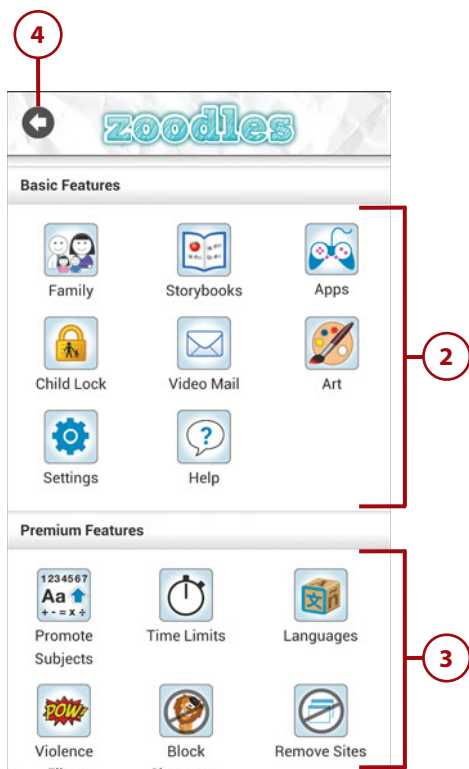 4
zoodles
Basic Features
Family Storybooks Apps
2
Child Lock Video Mail Art
Settings Help
Premium Features
1234567
Aa
+ - = x ÷
Promote Time Limits Languages
Subjects
3
POW!
Violence Block Remove Sites